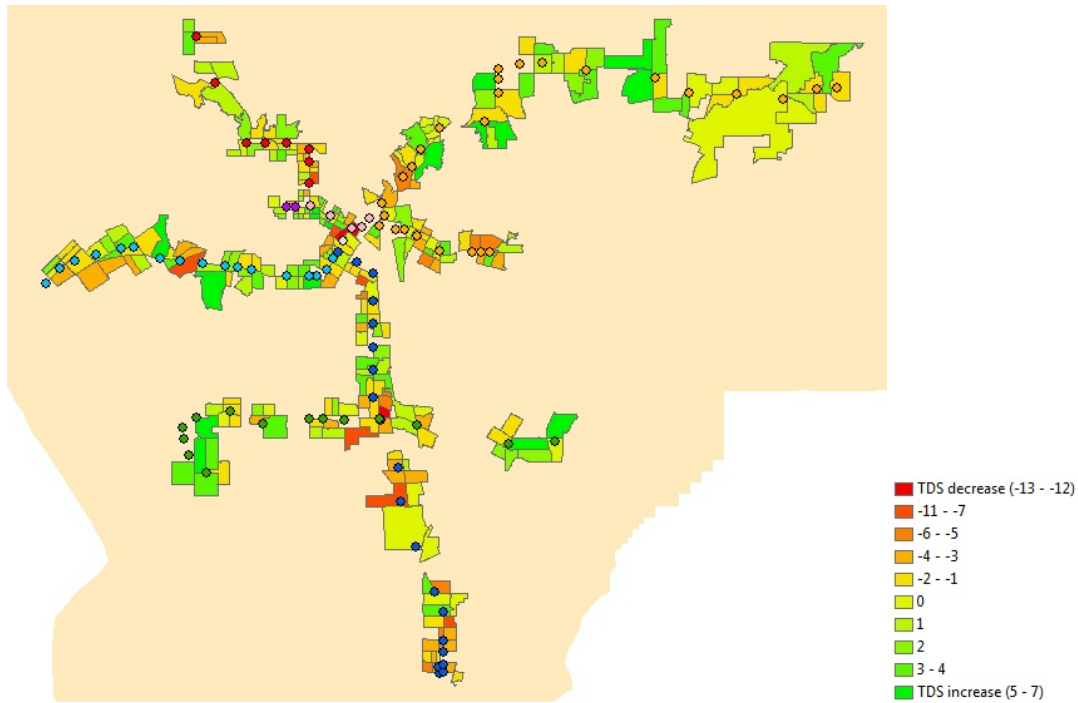 TDS decrease (-13 - -12)
-11 - -7
-6 - -5
-4 - -3
-2 - -1
0
1
2
3 - 4
TDS increase (5 - 7)